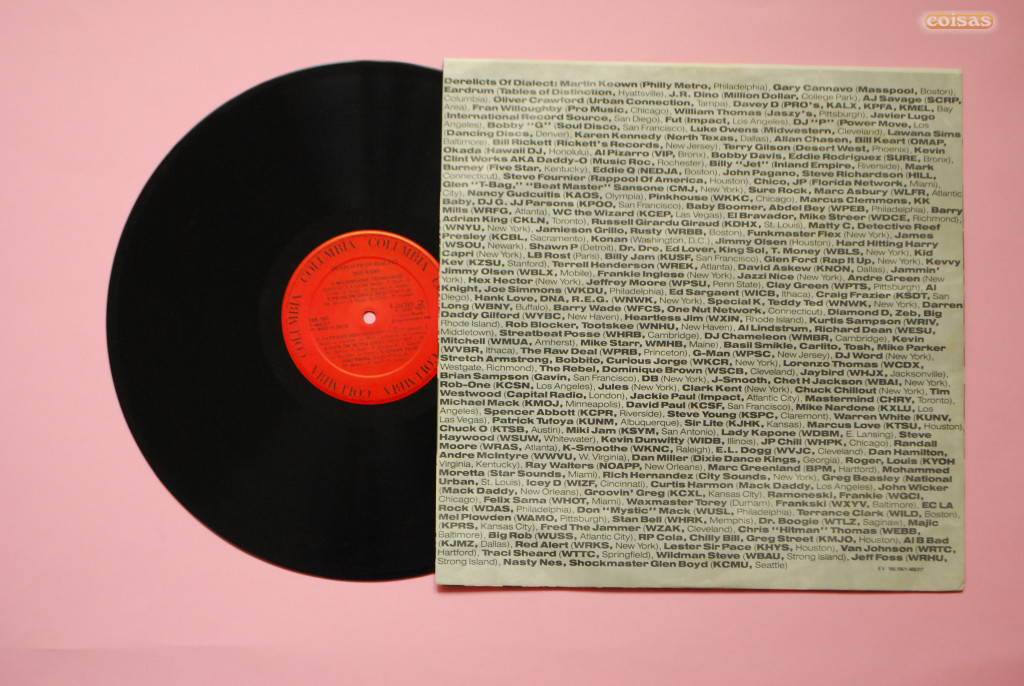 coisas
Derelicts Of Dialect: Martin Keown (Philly Metro, Philadelphia), Gary Cannavo (Masspool, Boston),
Eardrum (Tables of Distinction, Hyattsville), J.R. Dino (Million Dollar, College Park), AJ Savage (SCRP,
Columbia), Oliver Crawford (Urban Connection, Tampa), Davey D (PRO's, KALX, KPFA, KMEL, Bay
Area), Fran Willoughby (Pro Music, Chicago), William Thomas (Jaszy's, Pittsburgh), Javier Lugo
(International Record Source, San Diego), Fut (Impact, Los Angeles), DJ "P" (Power Move, Los
Angeles), Bobby "G" (Soul Disco, San Francisco), Luke Owens (Midwestern, Cleveland), Lawana Sims
(Dancing Discs, Denver), Karen Kennedy (North Texas, Dallas), Allan Chasen, Bill Keart (OMAP,
Baltimore), Bill Rickett (Rickett's Records, New Jersey), Terry Gilson (Desert West, Phoenix), Kevin
Okada (Hawaii DJ, Honolulu), Al Pizarro (VIP, Bronx), Bobby Davis, Eddie Rodriguez (SURE, Bronx),
Clint Works AKA Daddy-O (Music Roc, Rochester), Billy "Jet" (Inland Empire, Riverside), Mark
Burney (Five Star, Kentucky), Eddie Q (NEDJA, Boston), John Pagano, Steve Richardson (HILL,
Connecticut), Steve Fournier (Rappool Of America, Houston), Chico, JP (Florida Network, Miami),
Glen "T-Bag," "Beat Master" Sansone (CMJ, New York), Sure Rock, Marc Asbury (WLFR, Atlantic
City), Nancy Gudcuitis (KAOS, Olympia), Pinkhouse (WKKC, Chicago), Marcus Clemmons, KK
Baby, DJ G, JJ Parsons (KPOO, San Francisco), Baby Boomer, Abdel Bey (WPEB, Philadelphia), Barry
Mills (WRFG, Atlanta), WC the Wizard (KCEP, Las Vegas), El Bravador, Mike Streer (WDCE, Richmond),
Adrian King (CKLN, Toronto), Russell Girardu Giraud (KDHX, St. Louis), Matty C, Detective Reef
(WNYU, New York), Jamieson Grillo, Rusty (WRBB, Boston), Funkmaster Flex (New York), James
Presley (KCBL, Sacramento), Konan (Washington, D.C.), Jimmy Olsen (Houston), Hard Hitting Harry
(WSOU, Newark), Shawn P (Detroit), Dr. Dre, Ed Lover, King Sol, T. Money (WBLS, New York), Kid
Capri (New York), LB Rost (Paris), Billy Jam (KUSF, San Francisco), Glen Ford (Rap It Up, New York), Kevvy
Kev (KZSU, Stanford), Terrell Henderson (WREK, Atlanta), David Askew (KNON, Dallas), Jammin'
Jimmy Olsen (WBLX, Mobile), Frankie Inglese (New York), Jazzi Nice (New York), Andre Green (New
York), Hex Hector (New York), Jeffrey Moore (WPSU, Penn State), Clay Green (WPTS, Pittsburgh), Al
Knight, Joe Simmons (WKDU, Philadelphia), Ed Sargaent (WICB, Ithaca), Craig Frazier (KSDT, San
Diego), Hank Love, DNA, R.E.G. (WNWK, New York), Special K, Teddy Ted (WNWK, New York), Darren
Long (WBNY, Buffalo), Barry Wade (WFCS, One Nut Network, Connecticut), Diamond D, Zeb, Big
Daddy Gilford (WYBC, New Haven), Heartless Jim (WXIN, Rhode Island), Kurtis Sampson (WRIV,
Rhode Island), Rob Blocker, Tootskee (WNHU, New Haven), Al Lindstrum, Richard Dean (WESU,
Middletown), Streatbeat Posse (WHRB, Cambridge), DJ Chameleon (WMBR, Cambridge), Kevin
Mitchell (WMUA, Amherst), Mike Starr, WMHB, Maine), Basil Smikle, Carlito, Tosh, Mike Parker
(WVBR, Ithaca), The Raw Deal (WPRB, Princeton), G-Man (WPSC, New Jersey), DJ Word (New York),
Stretch Armstrong, Bobbito, Curious Jorge (WKCR, New York), Lorenzo Thomas (WCDX,
Westgate, Richmond), The Rebel, Dominique Brown (WSCB, Cleveland), Jaybird (WHJX, Jacksonville),
Brian Sampson (Gavin, San Francisco), DB (New York), J-Smooth, Chet H Jackson (WBAI, New York),
Rob-One (KCSN, Los Angeles), Jules (New York), Clark Kent (New York), Chuck Chillout (New York), Tim
Westwood (Capital Radio, London), Jackie Paul (Impact, Atlantic City), Mastermind (CHRY, Toronto),
Michael Mack (KMOJ, Minneapolis), David Paul (KCSF, San Francisco), Mike Nardone (KXLU, Los
Angeles), Spencer Abbott (KCPR, Riverside), Steve Young (KSPC, Claremont), Warren White (KUNV,
Las Vegas), Patrick Tufoya (KUNM, Albuquerque), Sir Lite (KJHK, Kansas), Marcus Love (KTSU, Houston),
Chuck O (KTSB, Austin), Miki Jam (KSYM, San Antonio), Lady Kapone (WDBM, E. Lansing), Steve
Haywood (WSUW, Whitewater), Kevin Dunwitty (WIDB, Illinois), JP Chill (WHPK, Chicago), Randall
Moore (WRAS, Atlanta), K-Smoothe (WKNC, Raleigh), E.L. Dogg (WVJC, Cleveland), Dan Hamilton,
Andre McIntyre (WWVU, W. Virginia), Dan Miller (Dixie Dance Kings, Georgia), Roger, Louis (KYOH
Virginia, Kentucky), Ray Walters (NOAPP, New Orleans), Marc Greenland (BPM, Hartford), Mohammed
Moretta (Star Sounds, Miami), Rich Hernandez (City Sounds, New York), Greg Beasley (National
Urban, St. Louis), Icey D (WIZF, Cincinnati), Curtis Harmon (Mack Daddy, Los Angeles), John Wicker
(Mack Daddy, New Orleans), Groovin' Greg (KCXL, Kansas City), Ramoneski, Frankie (WGCI,
Chicago), Felix Sama (WHOT, Miami), Waxmaster Torey (Durham), Frankski (WXYV, Baltimore), EC LA
Rock (WDAS, Philadelphia), Don "Mystic" Mack (WUSL, Philadelphia), Terrance Clark (WILD, Boston),
Mel Plowden (WAMO, Pittsburgh), Stan Bell (WHRK, Memphis), Dr. Boogie (WTLZ, Saginaw), Majic
(KPRS, Kansas City), Fred The Jammer (WZAK, Cleveland), Chris "Hitman" Thomas (WEBB,
Baltimore), Big Rob (WUSS, Atlantic City), RP Cola, Chilly Bill, Greg Street (KMJQ, Houston), Al B Bad
(KJMZ, Dallas), Red Alert (WRKS, New York), Lester Sir Pace (KHYS, Houston), Van Johnson (WRTC,
Hartford), Traci Sheard (WTTC, Springfield), Wildman Steve (WBAU, Strong Island), Jeff Foss (WRHU,
Strong Island), Nasty Nes, Shockmaster Glen Boyd (KCMU, Seattle)
COLUMBIA COLUMBIA COLUMBIA COLUMBIA COLUMBIA